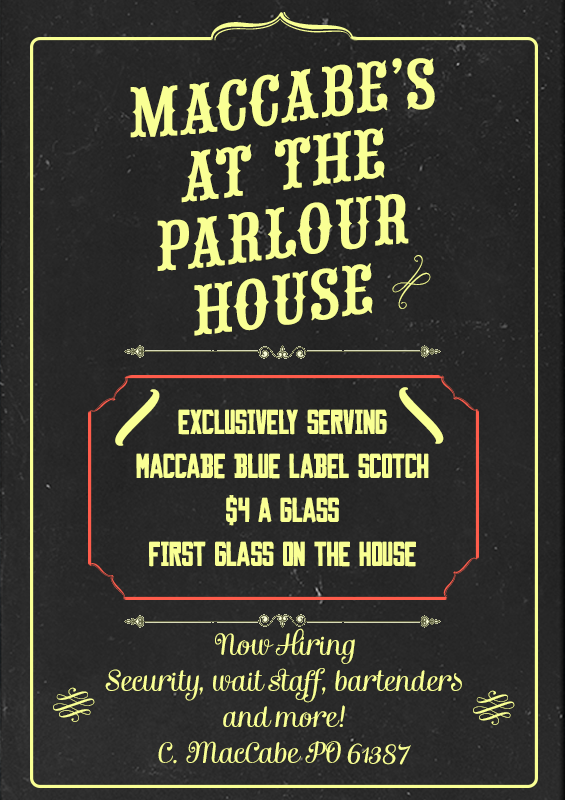 MACCABE'S
AT THE
PARLOUR
HOUSE
EXCLUSIVELY SERVING
MACCABE BLUE LABEL SCOTCH
$4 A GLASS
FIRST GLASS ON THE HOUSE
Now Hiring
Security, wait staff, bartenders
and more!
C. MacCabe PO 61387